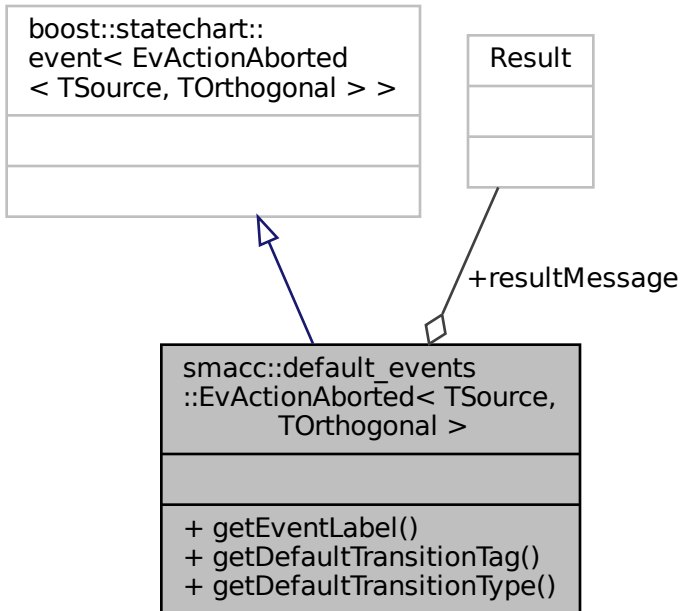 boost::statechart::
event< EvActionAborted
< TSource, TOrthogonal > >
Result
+resultMessage
smacc::default_events
::EvActionAborted< TSource,
TOrthogonal >
+ getEventLabel()
+ getDefaultTransitionTag()
+ getDefaultTransitionType()